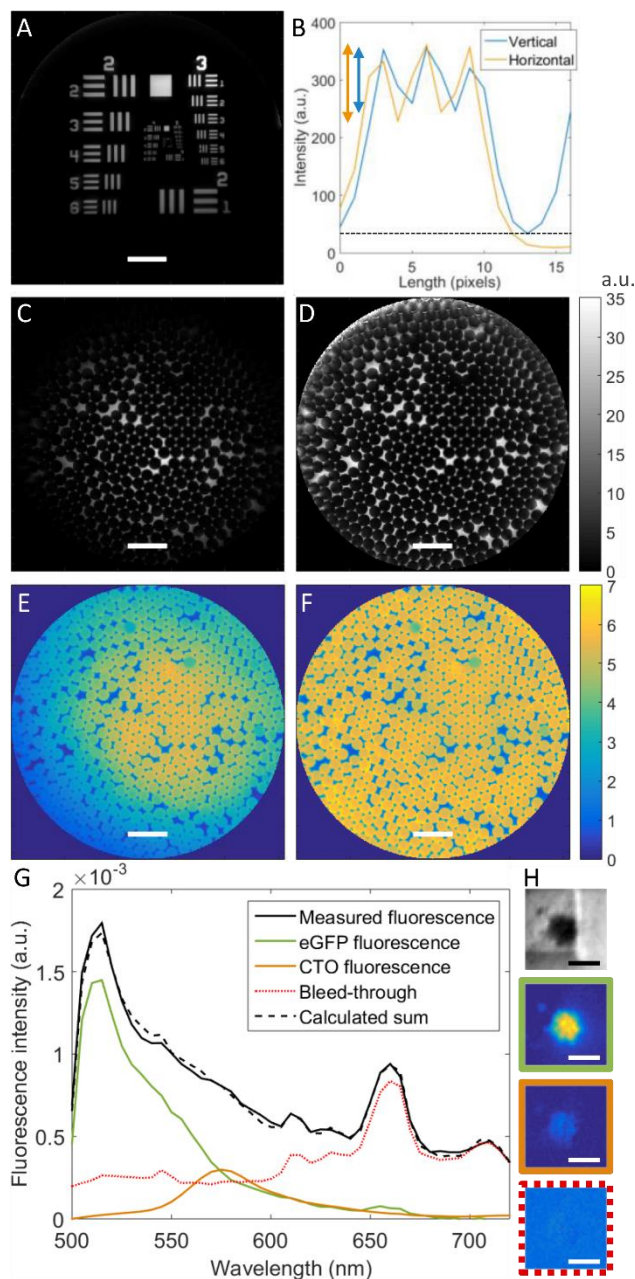 A
2
3
2
1
2
3
3
4
4
5
5
6
6
2
1
B
400
300
200
100
0
Intensity (a.u.)
Vertical
Horizontal
0 5 10 15
Length (pixels)
C
D
a.u.
35
30
25
20
15
10
5
0
E
F
7
6
5
4
3
2
1
0
G
×10⁻³
2
1.5
1
0.5
0
Fluorescence intensity (a.u.)
Measured fluorescence
eGFP fluorescence
CTO fluorescence
Bleed-through
Calculated sum
500 550 600 650 700
Wavelength (nm)
H